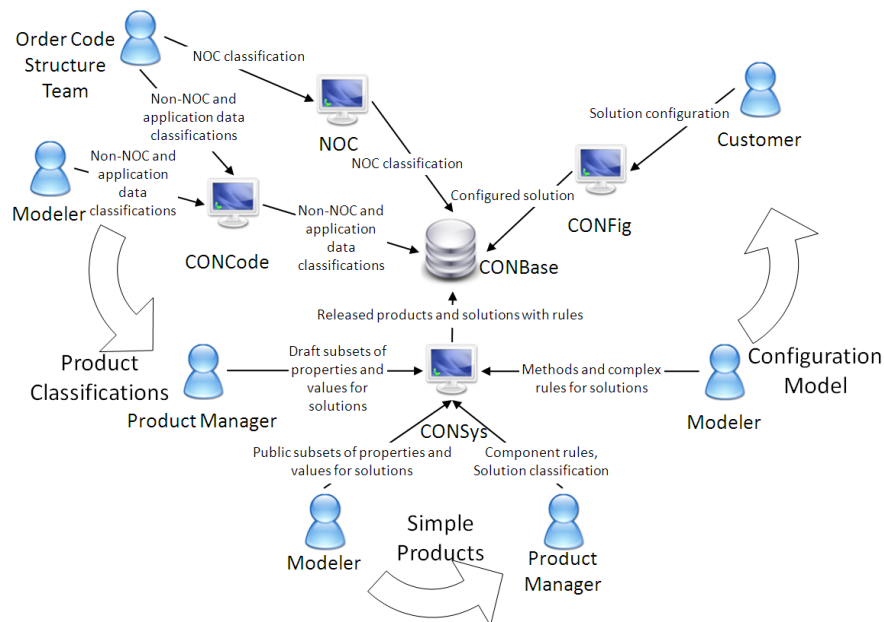 Order Code
Structure
Team
NOC classification
Non-NOC and
application data
classifications
NOC
Solution configuration
Customer
Non-NOC and
application
data
classifications
Modeler
NOC classification
Configured solution
CONFig
CONCode
Non-NOC and
application
data
classifications
CONBase
Released products and solutions with rules
Product
Classifications
Product Manager
Draft subsets of
properties and
values for
solutions
Methods and complex
rules for solutions
Configuration
Model
Modeler
CONSys
Public subsets of properties and
values for solutions
Component rules,
Solution classification
Modeler
Simple
Products
Product
Manager